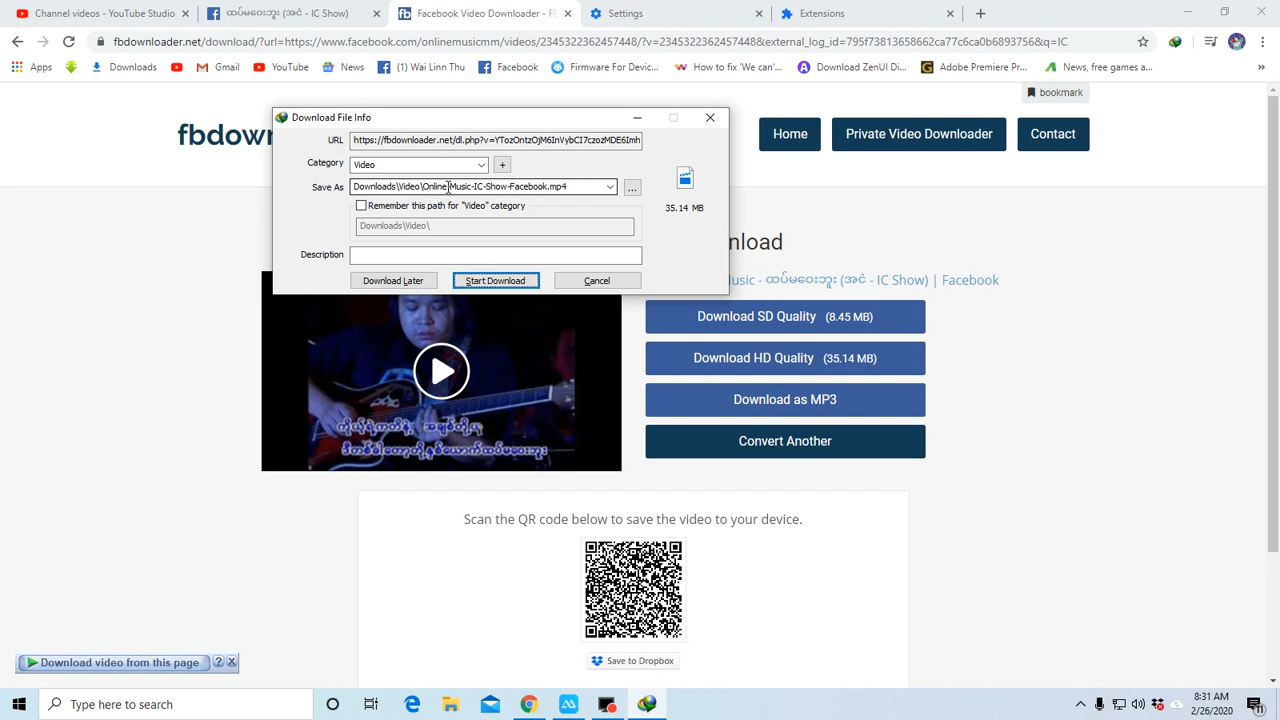 Channel videos - YouTube Studio
ထပ်မဝေးဘူး (အငဲ - IC Show)
Facebook Video Downloader - F
Settings
Extensions
fbdownloader.net/download/?url=https://www.facebook.com/onlinemusicmm/videos/2345322362457448/?v=2345322362457448&external_log_id=795f73813658662ca77c6ca0b6893756&q=IC
Apps
Downloads
Gmail
YouTube
News
(1) Wai Linn Thu
Facebook
Firmware For Devic...
How to fix 'We can'...
Download ZenUI Di...
Adobe Premiere Pr...
News, free games a...
bookmark
fbdown
Home
Private Video Downloader
Contact
Download File Info
URL
https://fbdownloader.net/dl.php?v=YTozOntzOjM6InVybCI7czozMDE6Imh
Category
Video
+
Save As
Downloads\Video\Online-Music-IC-Show-Facebook.mp4
...
Remember this path for "Video" category
Downloads\Video\
35.14 MB
Description
Download Later
Start Download
Cancel
nload
Music - ထပ်မဝေးဘူး (အငဲ - IC Show) | Facebook
Download SD Quality (8.45 MB)
Download HD Quality (35.14 MB)
Download as MP3
Convert Another
Scan the QR code below to save the video to your device.
Save to Dropbox
Download video from this page
?
Type here to search
8:31 AM
2/26/2020
11